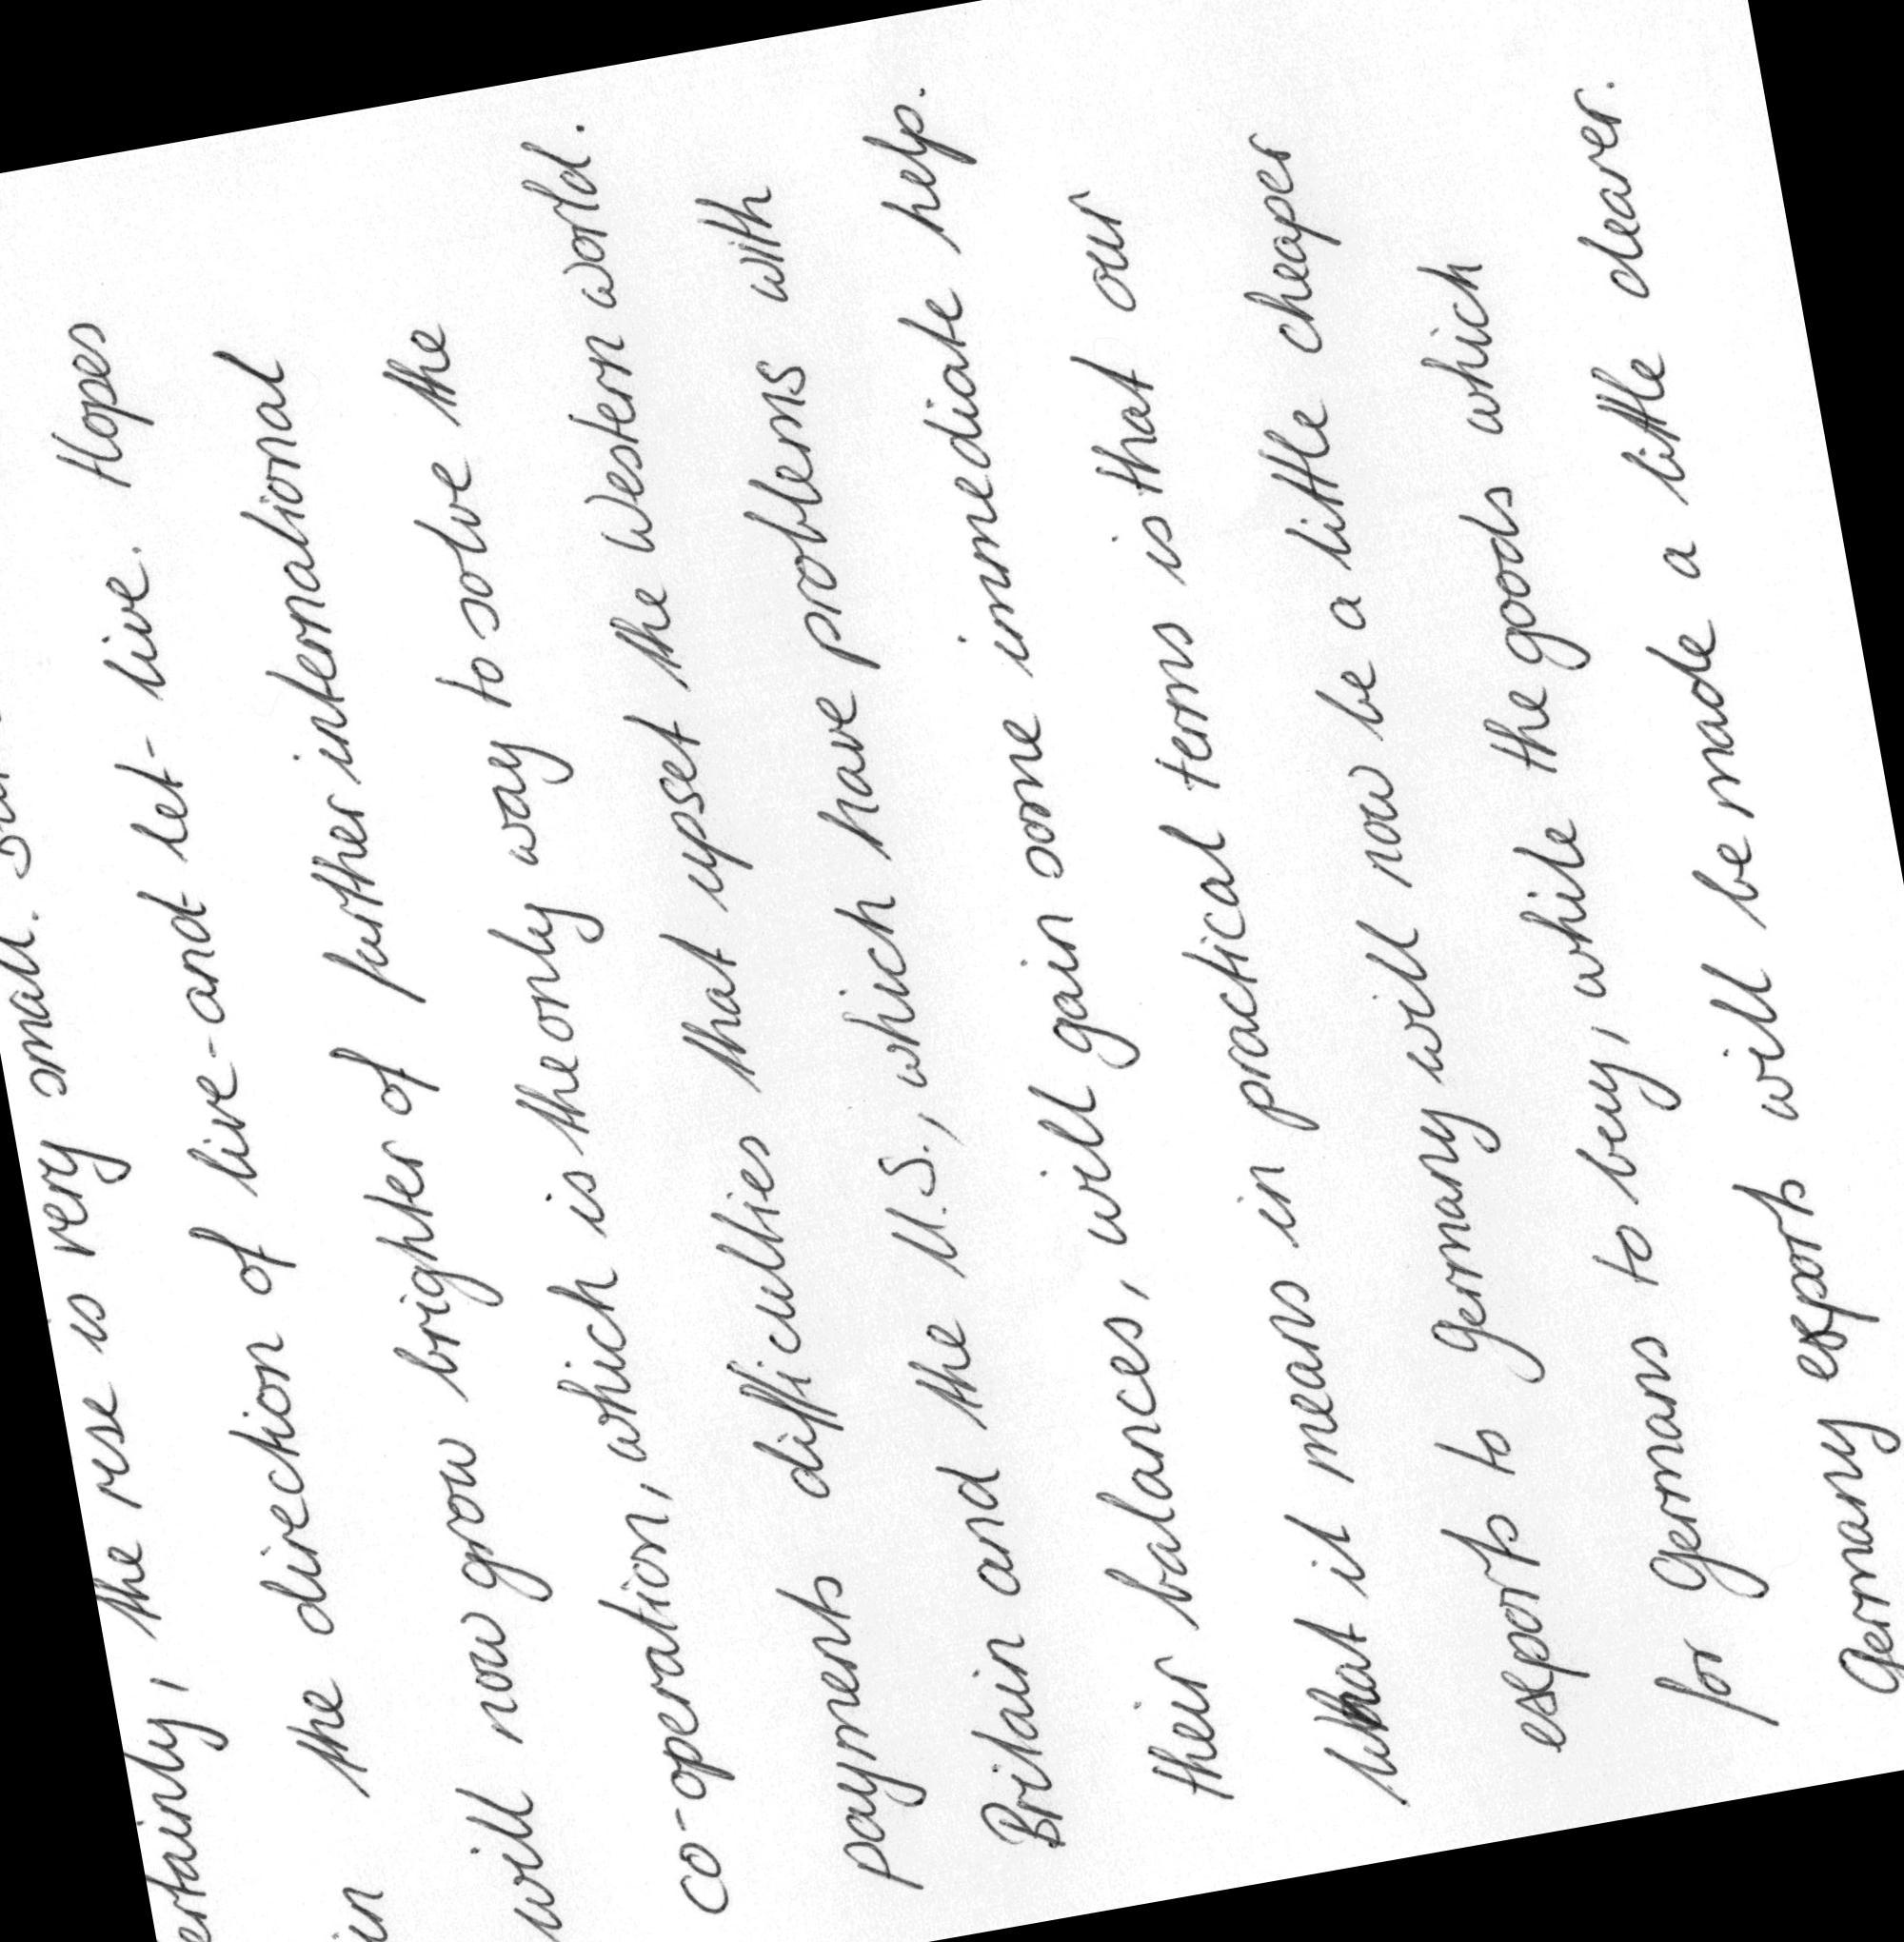 ertainly, the rise is very small. But
in the direction of live-and-let-live. Hopes
will now grow brighter of further international
co-operation, which is the only way to solve the
payments difficulties that upset the Western world.
Britain and the U.S., which have problems with
their balances, will gain some immediate help.
What it means in practical terms is that our
exports to Germany will now be a little cheaper
for Germans to buy, while the goods which
Germany exports will be made a little dearer.